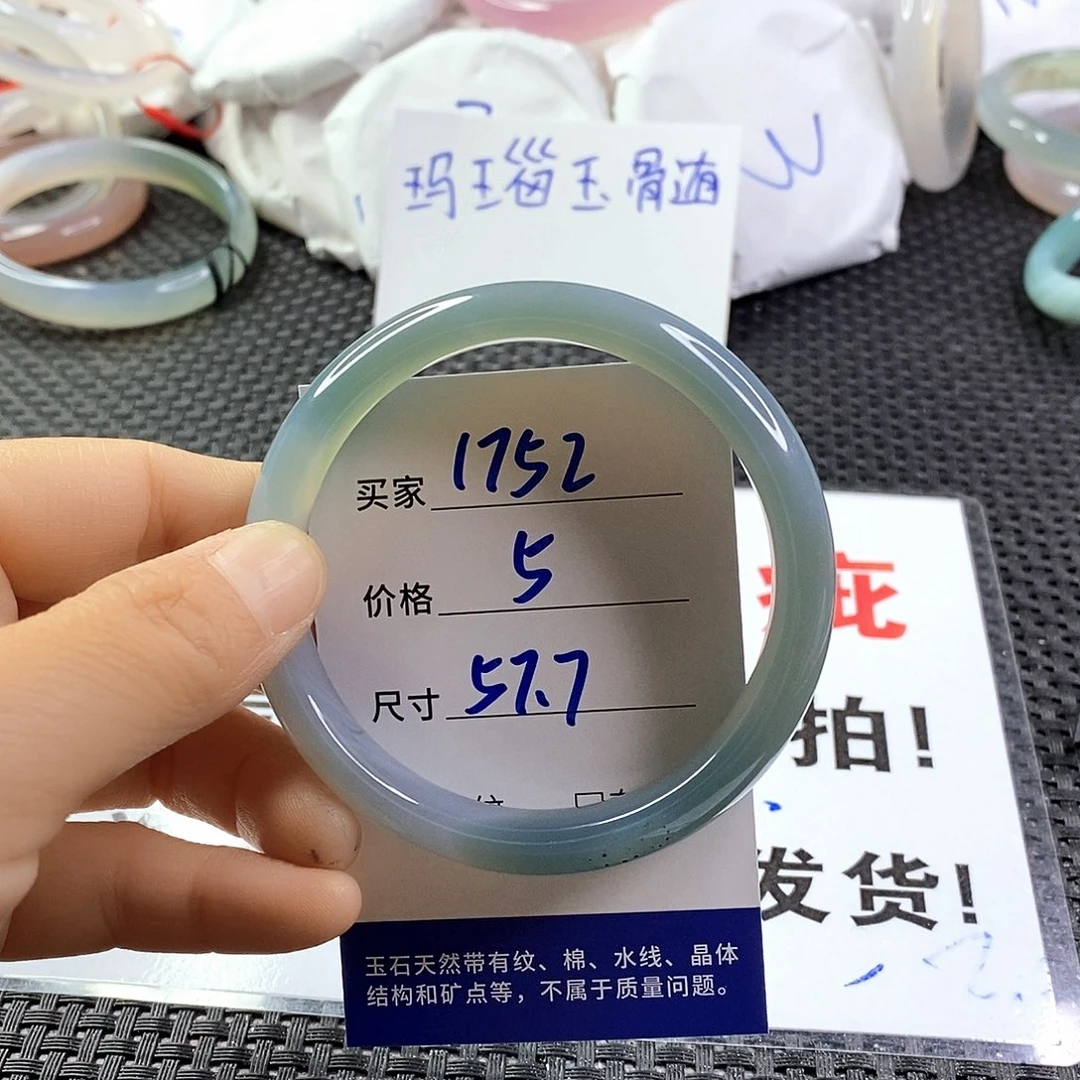 玛瑙玉骨髓
买家 1752
价格 5
尺寸 57.7
疵
拍！
发货！
玉石天然带有纹、棉、水线、晶体
结构和矿点等，不属于质量问题。